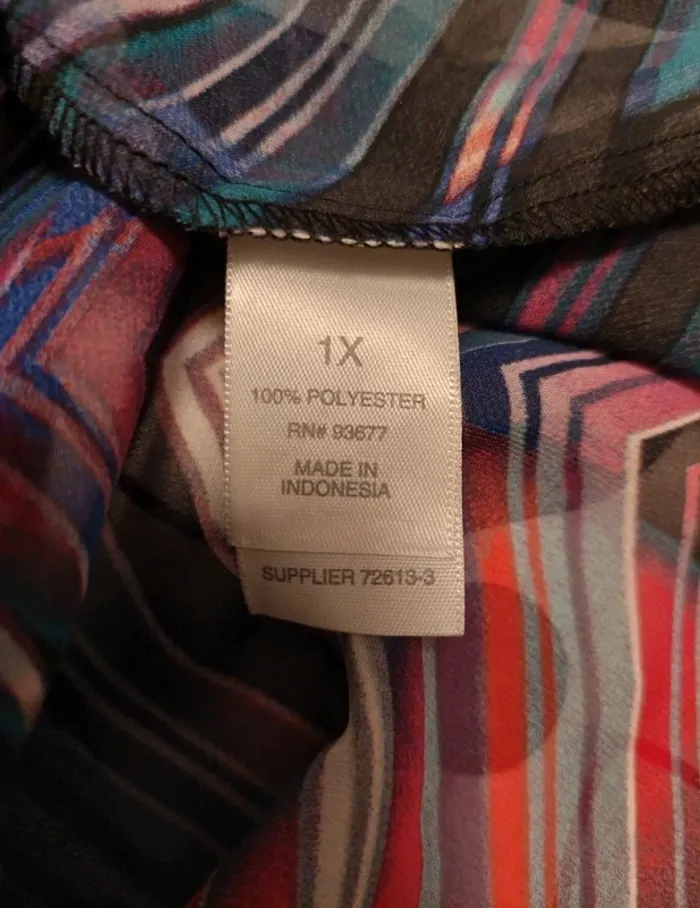 1X
100% POLYESTER
RN# 93677
MADE IN
INDONESIA
SUPPLIER 72613-3